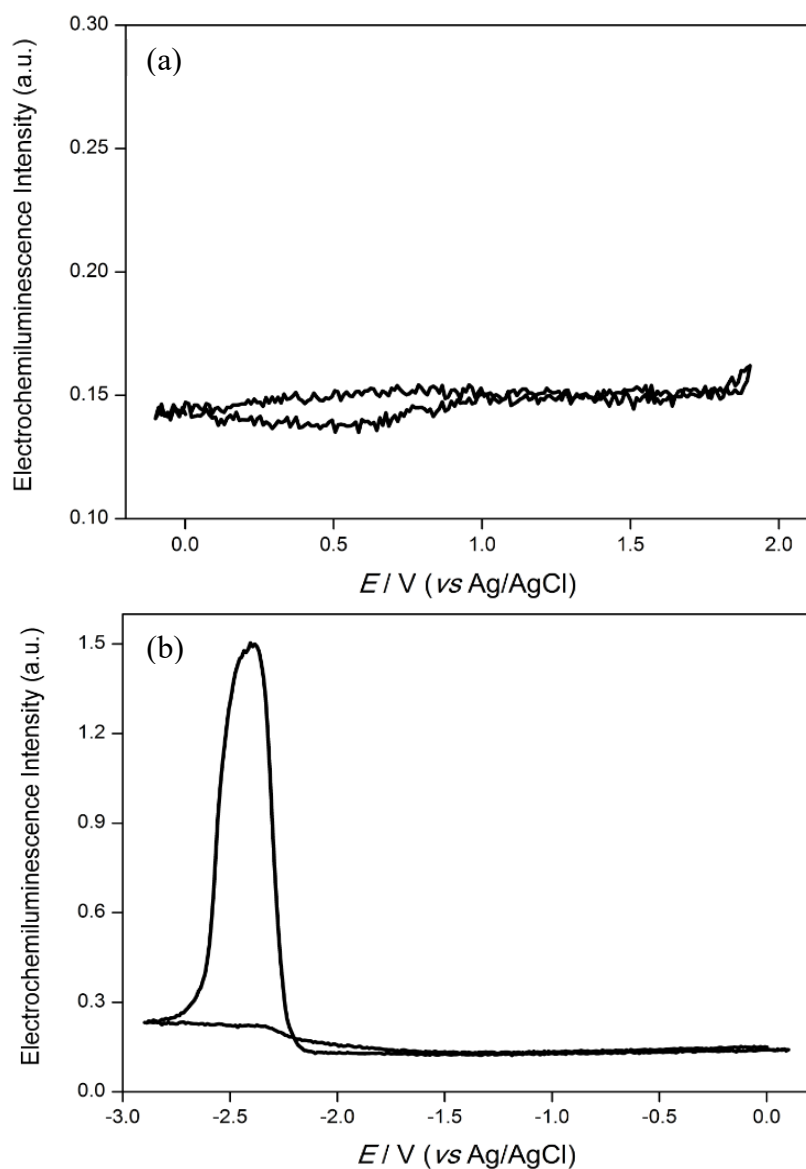 (a)
Electrochemiluminescence Intensity (a.u.)
0.30
0.25
0.20
0.15
0.10
0.0 0.5 1.0 1.5 2.0
E / V (vs Ag/AgCl)
(b)
Electrochemiluminescence Intensity (a.u.)
1.5
1.2
0.9
0.6
0.3
0.0
-3.0 -2.5 -2.0 -1.5 -1.0 -0.5 0.0
E / V (vs Ag/AgCl)